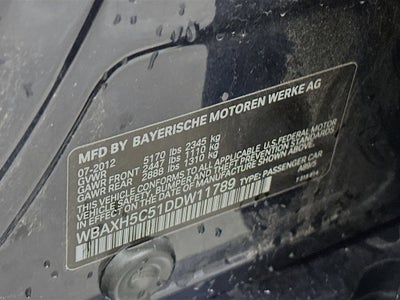 MFD BY BAYERISCHE MOTOREN WERKE AG
07-2012
GVWR 5170 lbs 2345 kg
GAWR FRONT 2447 lbs 1110 kg
GAWR REAR 2888 lbs 1310 kg
THIS VEHICLE CONFORMS TO ALL APPLICABLE U.S. FEDERAL MOTOR
VEHICLE SAFETY, BUMPER AND THEFT PREVENTION STANDARDS
IN EFFECT ON THE DATE OF MANUFACTURE SHOWN ABOVE.
WBAXH5C51DDW11789 TYPE: PASSENGER CAR